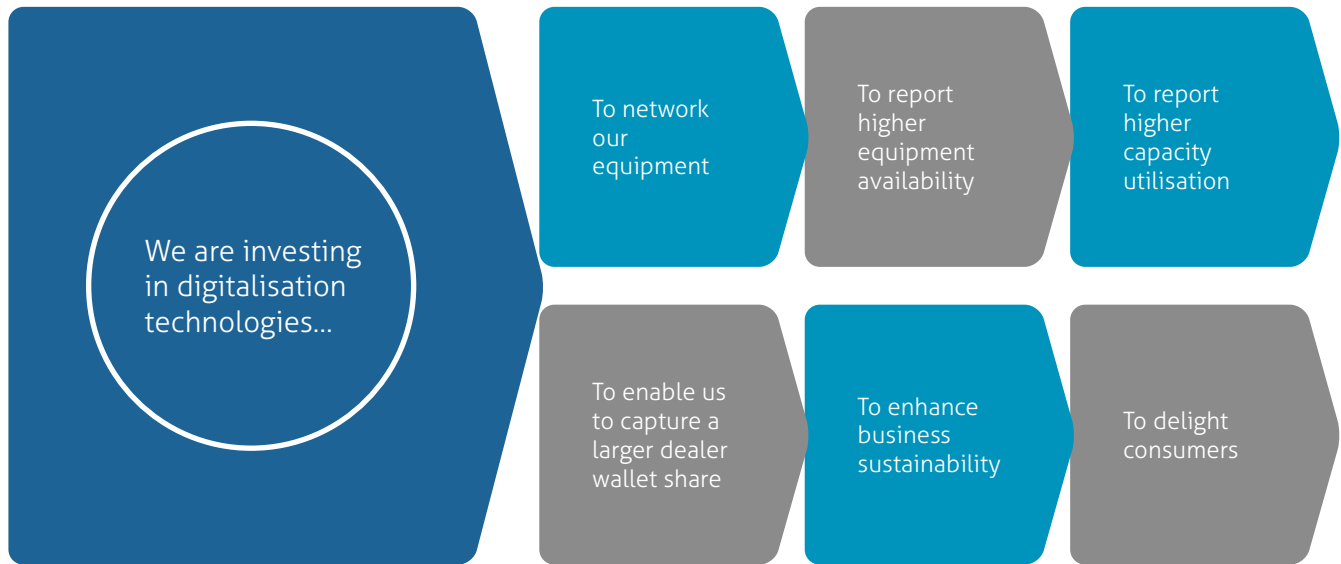 We are investing
in digitalisation
technologies...
To network
our
equipment
To report
higher
equipment
availability
To report
higher
capacity
utilisation
To enable us
to capture a
larger dealer
wallet share
To enhance
business
sustainability
To delight
consumers